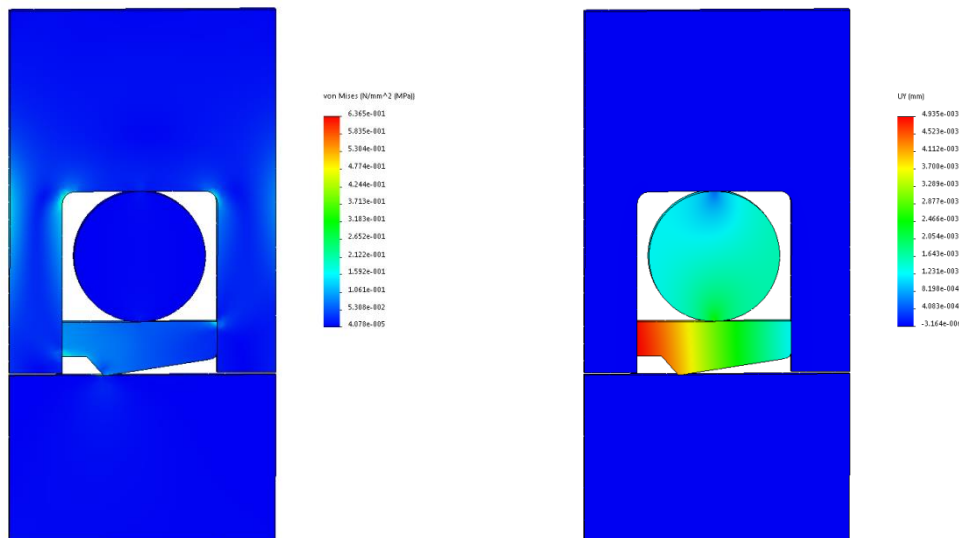 von Mises (N/mm^2 (MPa))
6.365e-001
5.835e-001
5.304e-001
4.774e-001
4.244e-001
3.713e-001
3.183e-001
2.652e-001
2.122e-001
1.592e-001
1.061e-001
5.308e-002
4.078e-005
UY (mm)
4.935e-003
4.523e-003
4.112e-003
3.700e-003
3.289e-003
2.877e-003
2.466e-003
2.054e-003
1.643e-003
1.231e-003
8.198e-004
4.083e-004
-3.164e-006